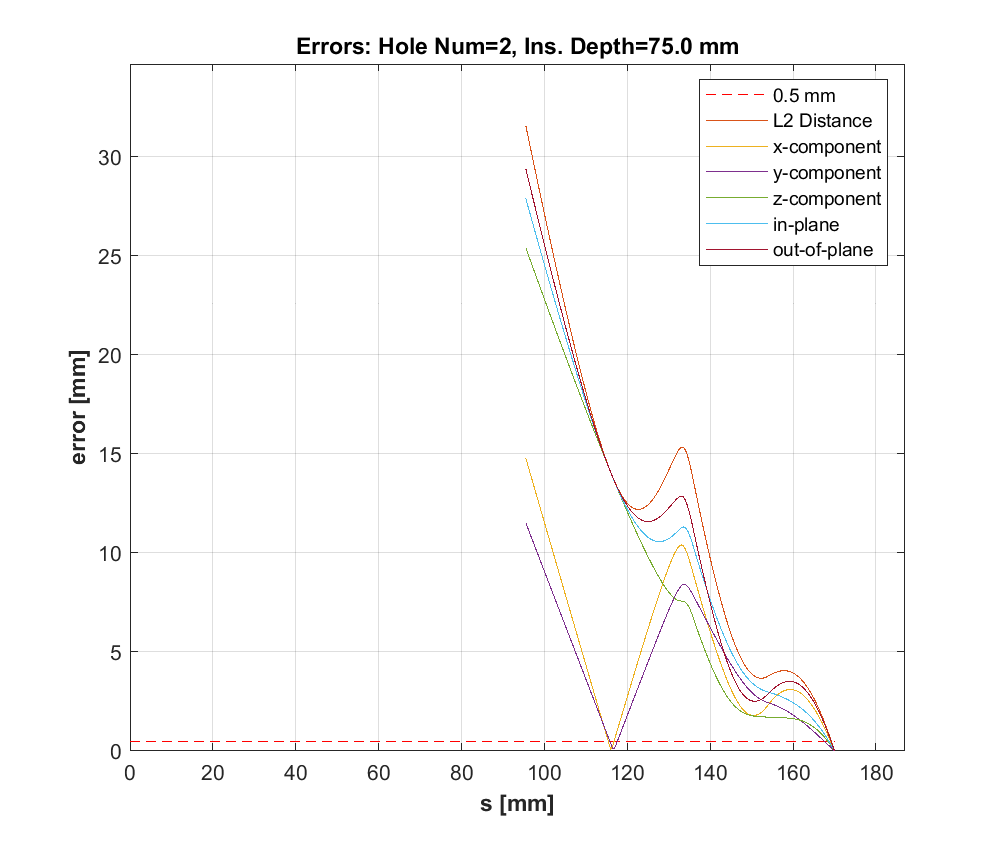 Errors: Hole Num=2, Ins. Depth=75.0 mm
0.5 mm
L2 Distance
x-component
y-component
z-component
in-plane
out-of-plane
error [mm]
30
25
20
15
10
5
0
0 20 40 60 80 100 120 140 160 180
s [mm]